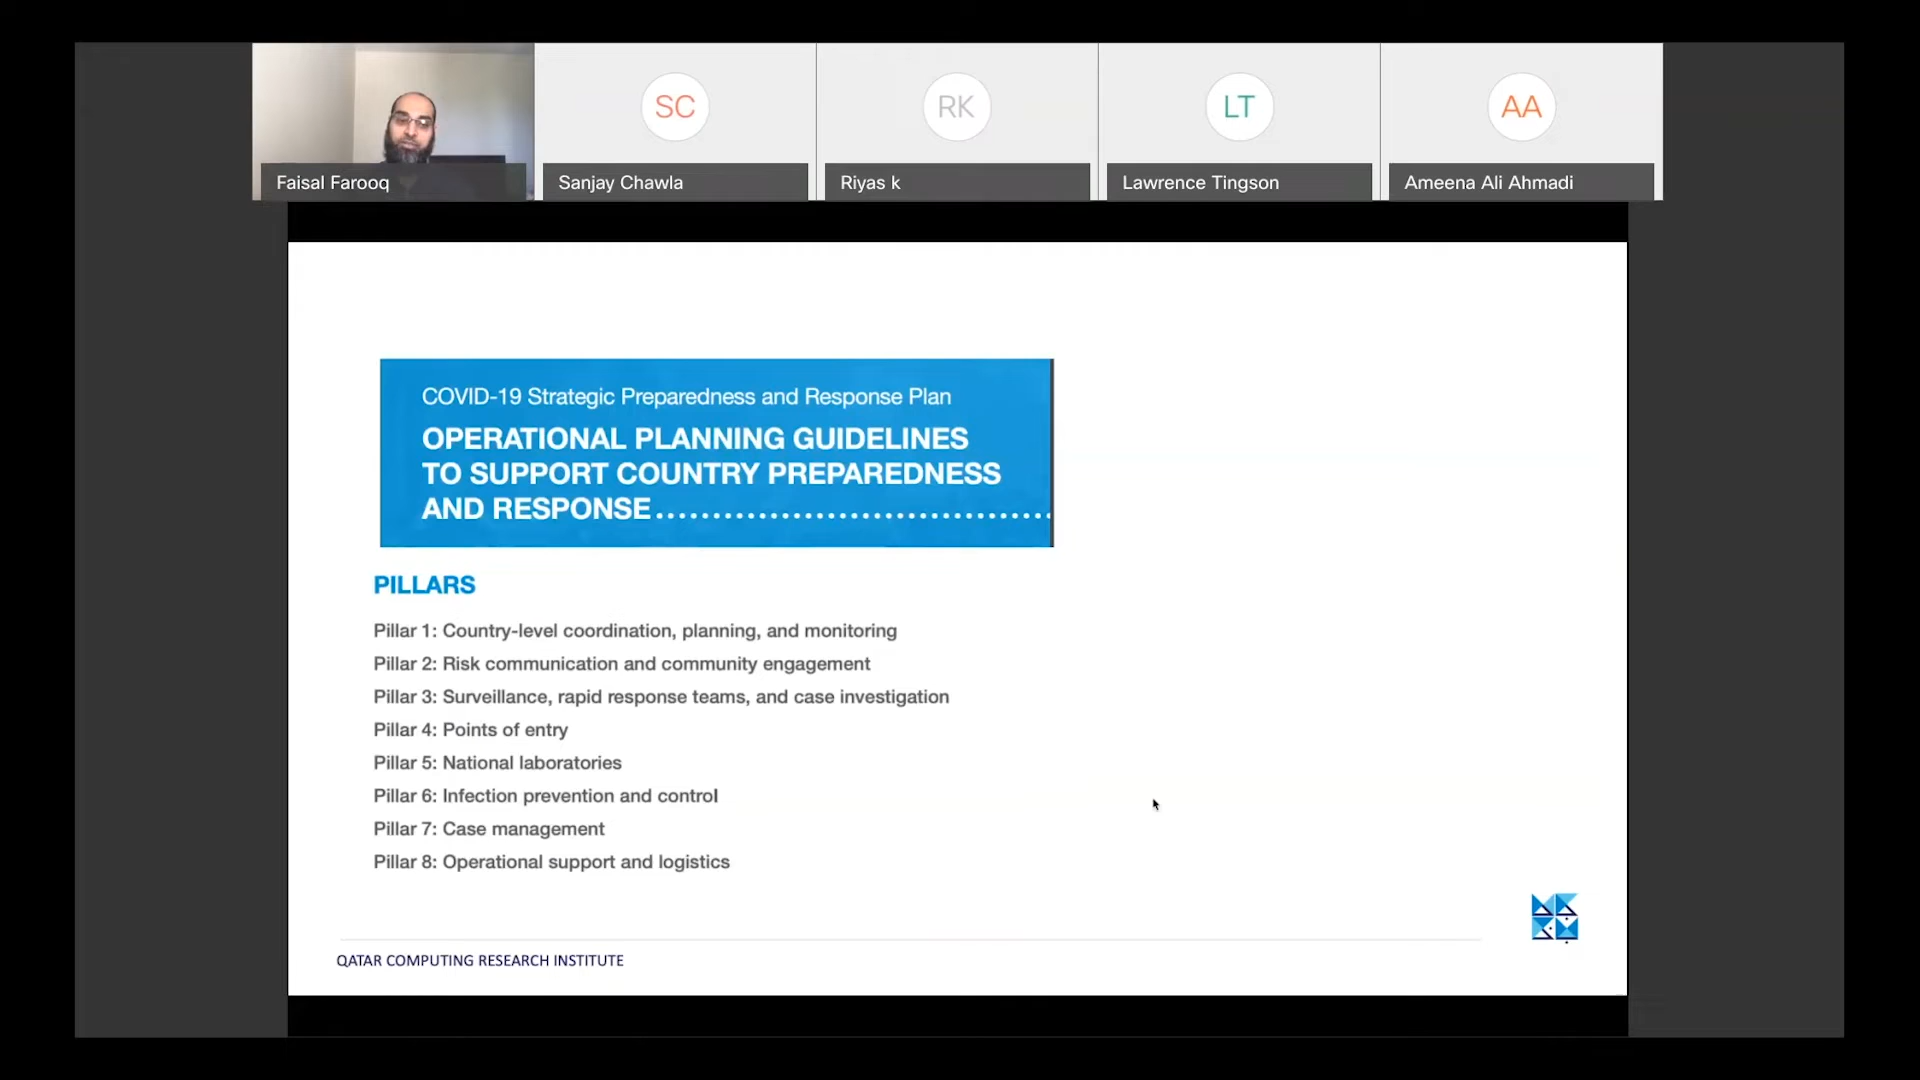 SC
RK
LT
AA
Faisal Farooq
Sanjay Chawla
Riyas k
Lawrence Tingson
Ameena Ali Ahmadi
COVID-19 Strategic Preparedness and Response Plan
OPERATIONAL PLANNING GUIDELINES
TO SUPPORT COUNTRY PREPAREDNESS
AND RESPONSE..................................
PILLARS
Pillar 1: Country-level coordination, planning, and monitoring
Pillar 2: Risk communication and community engagement
Pillar 3: Surveillance, rapid response teams, and case investigation
Pillar 4: Points of entry
Pillar 5: National laboratories
Pillar 6: Infection prevention and control
Pillar 7: Case management
Pillar 8: Operational support and logistics
QATAR COMPUTING RESEARCH INSTITUTE